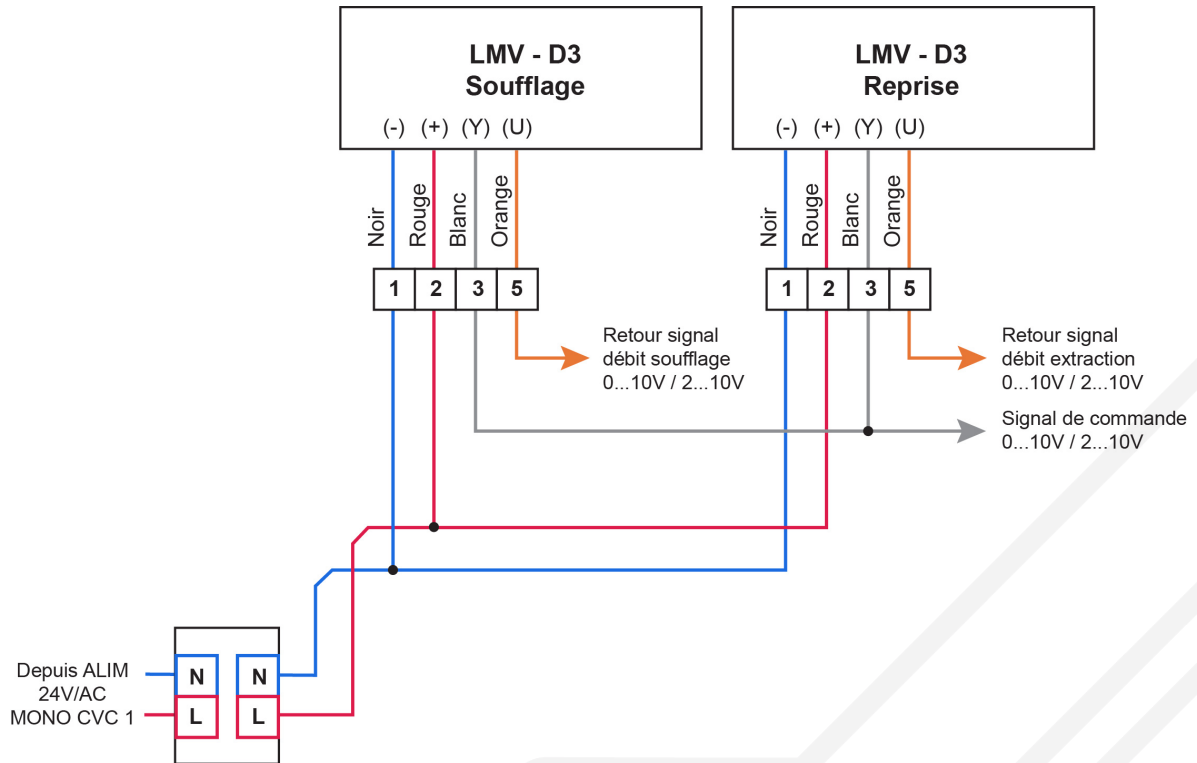 LMV - D3
Soufflage
(-) (+) (Y) (U)
LMV - D3
Reprise
(-) (+) (Y) (U)
Noir
Rouge
Blanc
Orange
Noir
Rouge
Blanc
Orange
1 2 3 5
1 2 3 5
Retour signal
débit soufflage
0...10V / 2...10V
Retour signal
débit extraction
0...10V / 2...10V
Signal de commande
0...10V / 2...10V
Depuis ALIM
24V/AC
MONO CVC 1
N N
L L